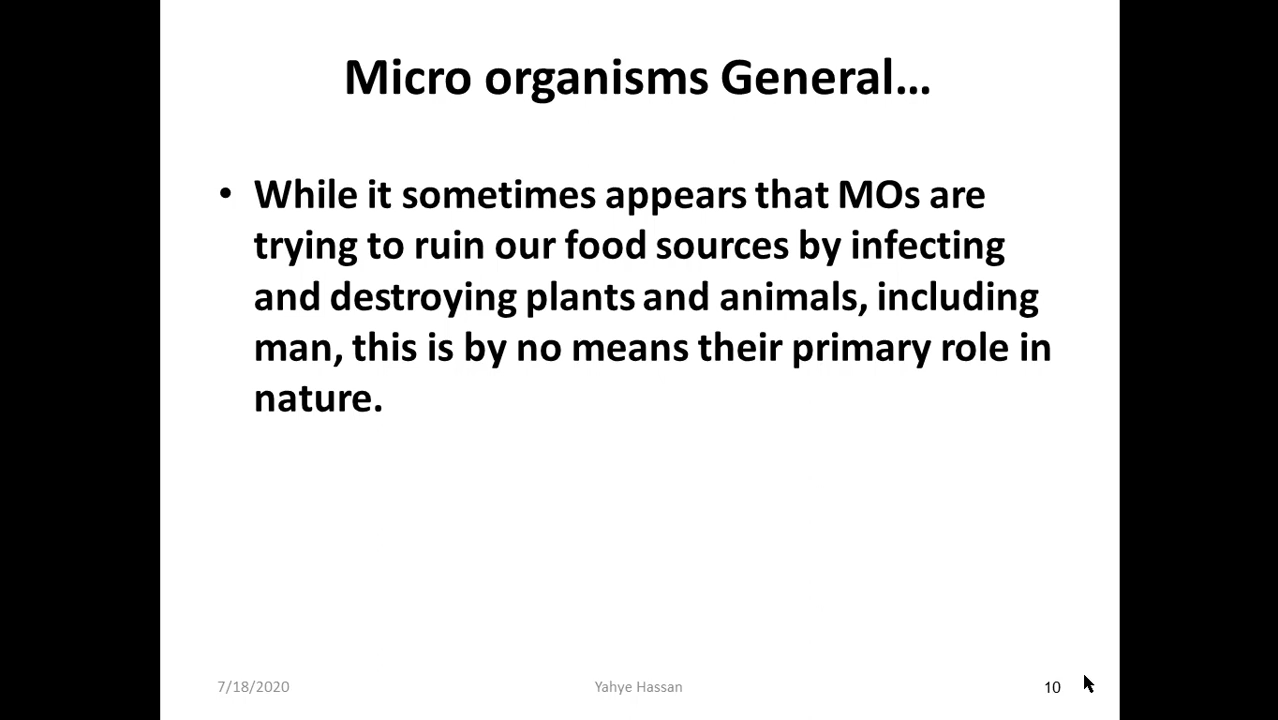 Micro organisms General...
• While it sometimes appears that MOs are
trying to ruin our food sources by infecting
and destroying plants and animals, including
man, this is by no means their primary role in
nature.
7/18/2020
Yahye Hassan
10